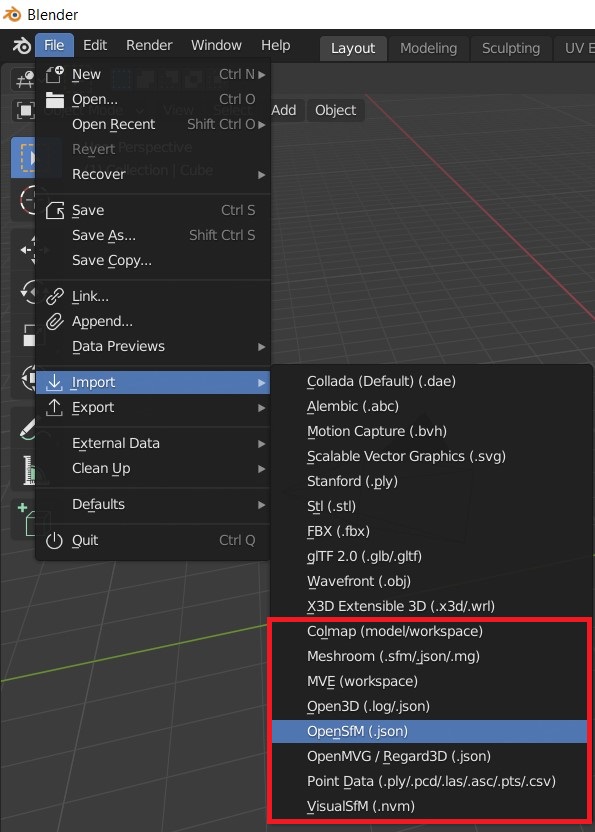 Blender
File Edit Render Window Help Layout Modeling Sculpting UV E
New Ctrl N
Open... Ctrl O
Open Recent Shift Ctrl O
Revert
Recover
Save Ctrl S
Save As... Shift Ctrl S
Save Copy...
Link...
Append...
Data Previews
Import
Export
External Data
Clean Up
Defaults
Quit Ctrl Q
View Select Add Object
Perspective
Collection | Cube
Collada (Default) (.dae)
Alembic (.abc)
Motion Capture (.bvh)
Scalable Vector Graphics (.svg)
Stanford (.ply)
Stl (.stl)
FBX (.fbx)
glTF 2.0 (.glb/.gltf)
Wavefront (.obj)
X3D Extensible 3D (.x3d/.wrl)
Colmap (model/workspace)
Meshroom (.sfm/.json/.mg)
MVE (workspace)
Open3D (.log/.json)
OpenSfM (.json)
OpenMVG / Regard3D (.json)
Point Data (.ply/.pcd/.las/.asc/.pts/.csv)
VisualSfM (.nvm)